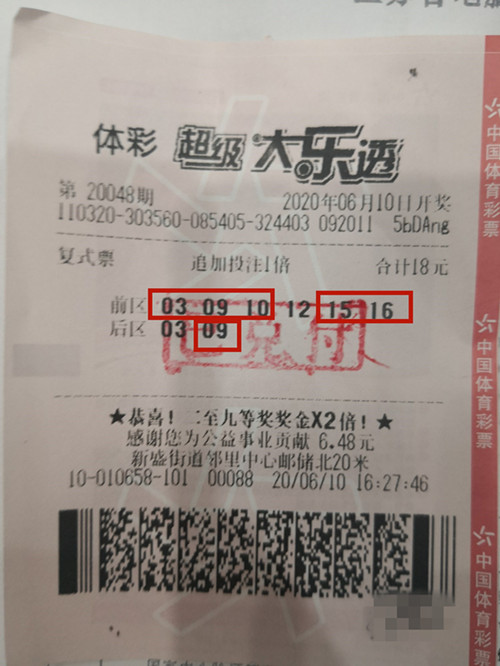 体彩 超级大乐透
第 20048期 2020年06月10日开奖
110320-303560-085405-324403 092011 5bDAng
复式票 追加投注1倍 合计18元
前区 03 09 10 12 15 16
后区 03 09
已兑付
★恭喜!二至九等奖奖金X2倍!★
感谢您为公益事业贡献 6.48元
新盛街道邻里中心邮储北20米
10-010658-101 00088 20/06/10 16:27:46
中国体育彩票
中国体育彩票
中国体育彩票